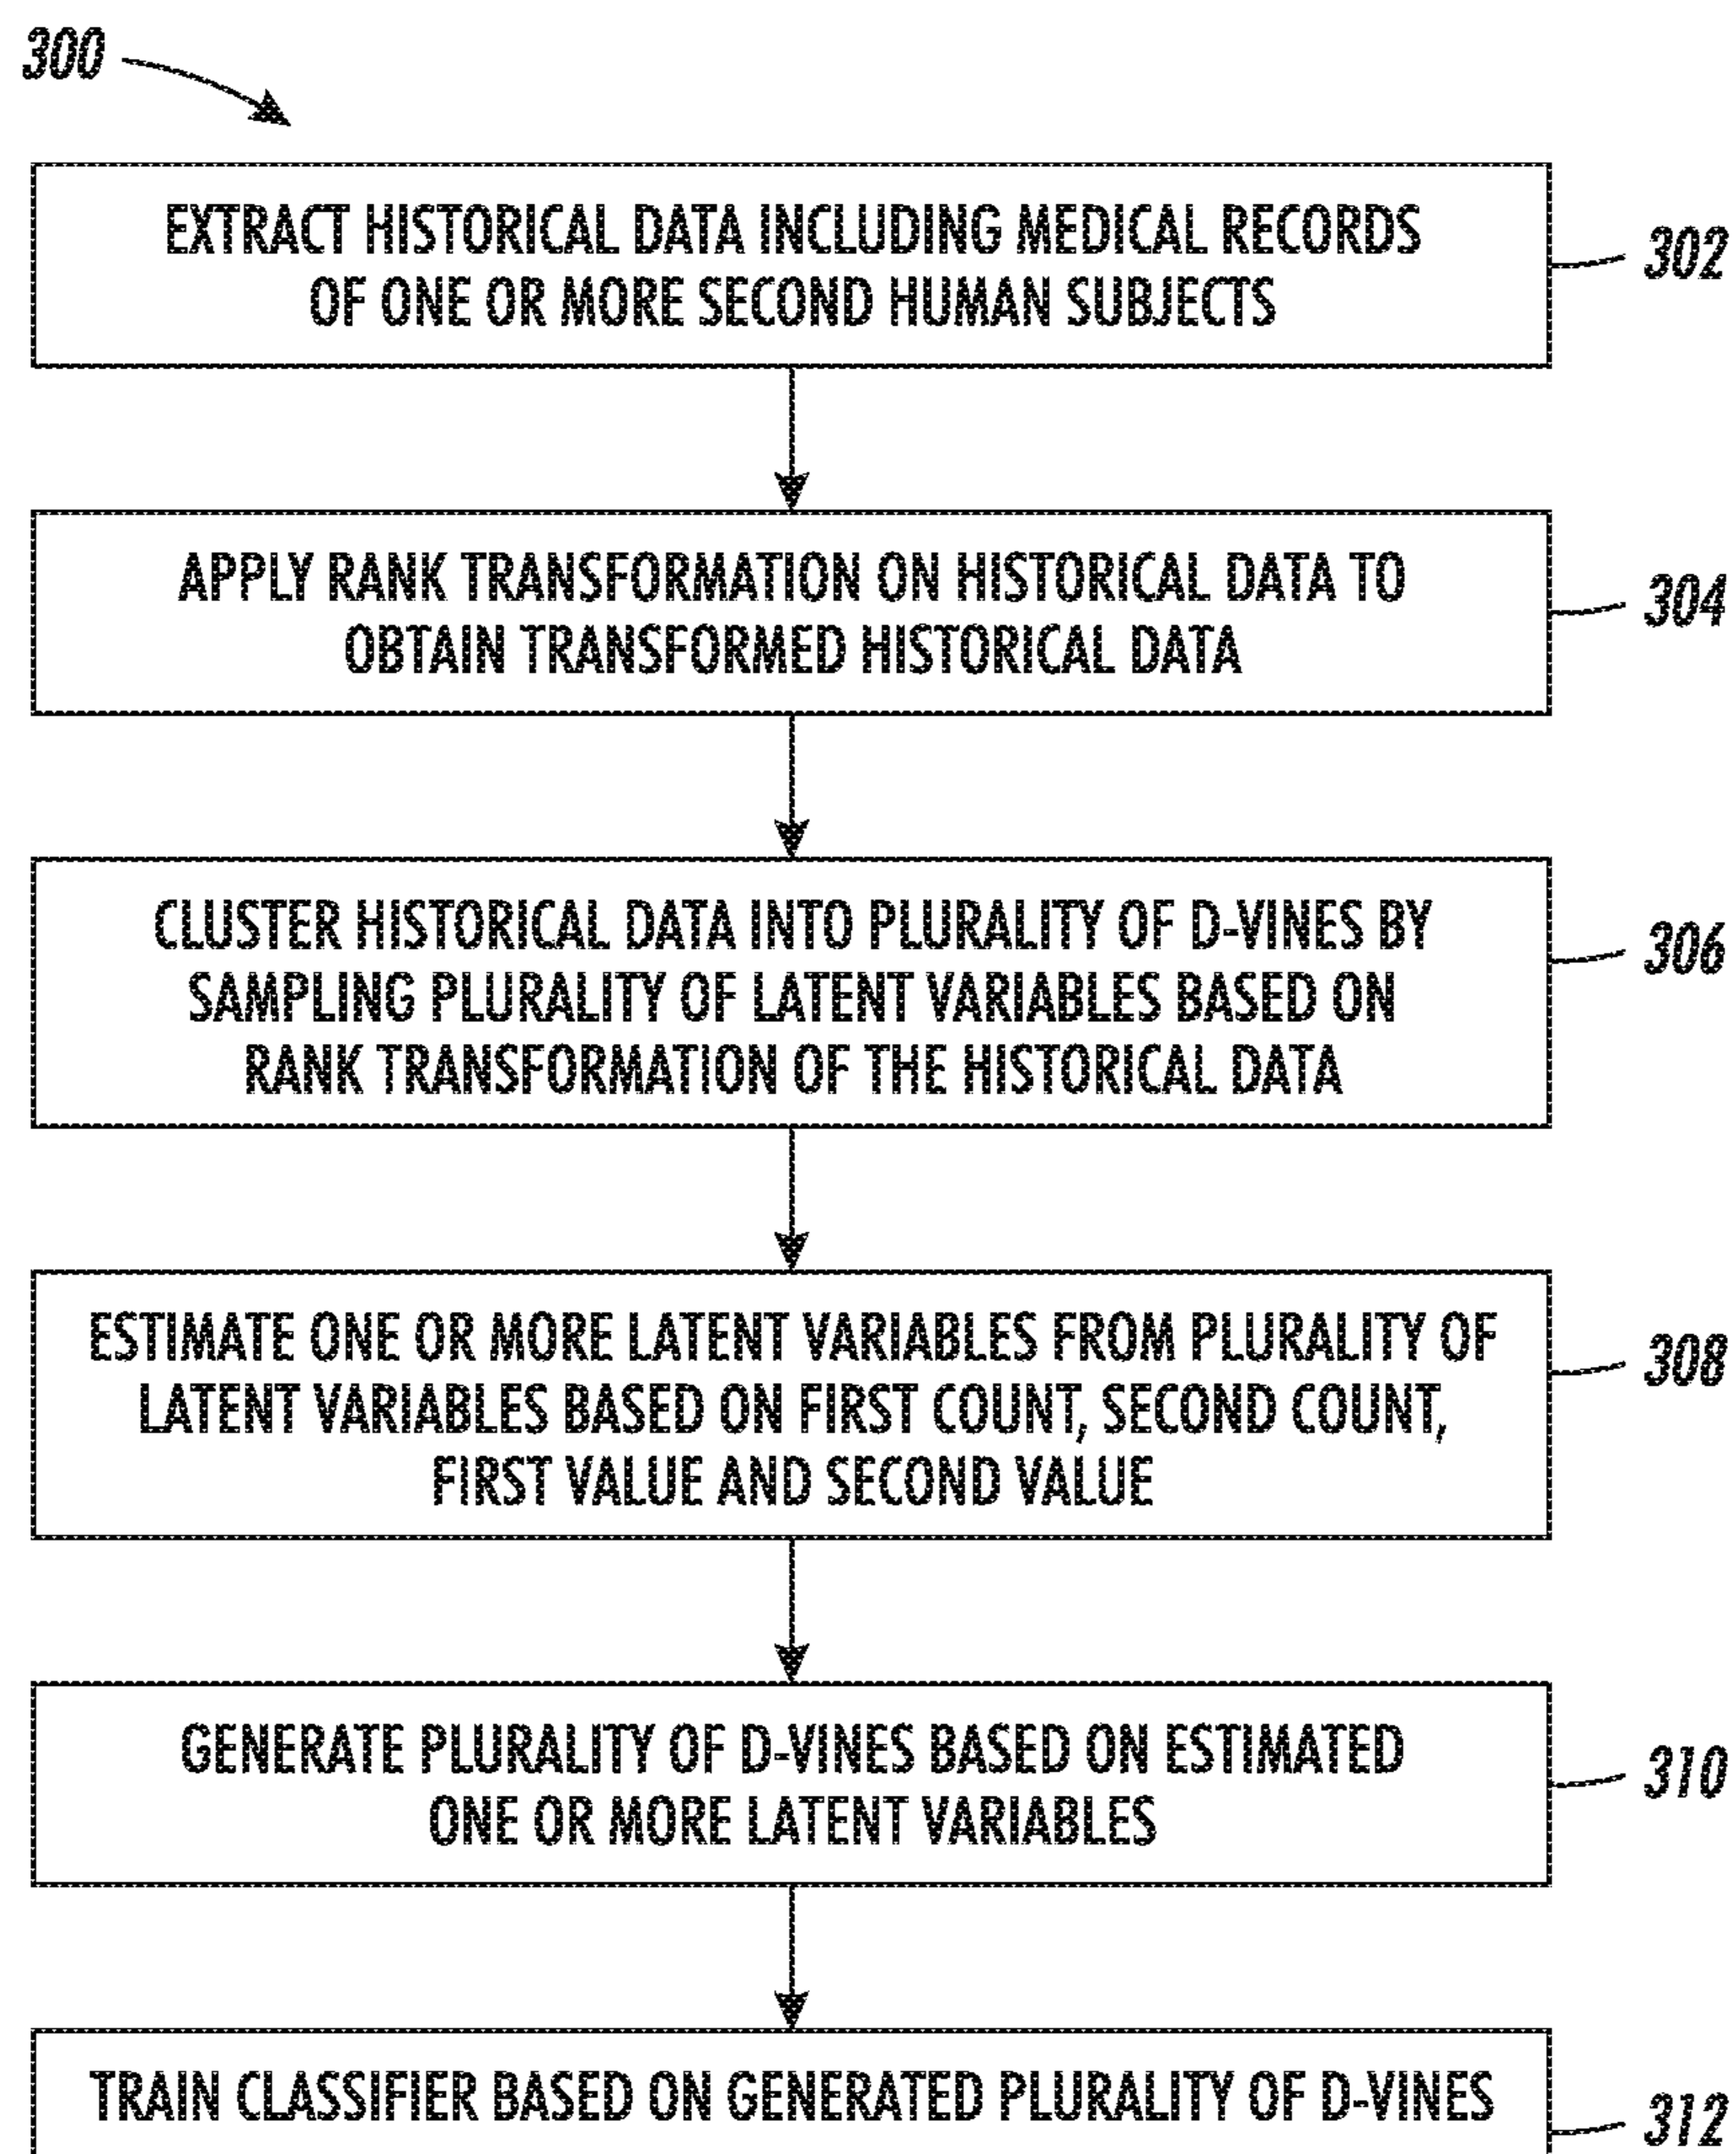 300
EXTRACT HISTORICAL DATA INCLUDING MEDICAL RECORDS
OF ONE OR MORE SECOND HUMAN SUBJECTS
302
APPLY RANK TRANSFORMATION ON HISTORICAL DATA TO
OBTAIN TRANSFORMED HISTORICAL DATA
304
CLUSTER HISTORICAL DATA INTO PLURALITY OF D-VINES BY
SAMPLING PLURALITY OF LATENT VARIABLES BASED ON
RANK TRANSFORMATION OF THE HISTORICAL DATA
306
ESTIMATE ONE OR MORE LATENT VARIABLES FROM PLURALITY OF
LATENT VARIABLES BASED ON FIRST COUNT, SECOND COUNT,
FIRST VALUE AND SECOND VALUE
308
GENERATE PLURALITY OF D-VINES BASED ON ESTIMATED
ONE OR MORE LATENT VARIABLES
310
TRAIN CLASSIFIER BASED ON GENERATED PLURALITY OF D-VINES
312